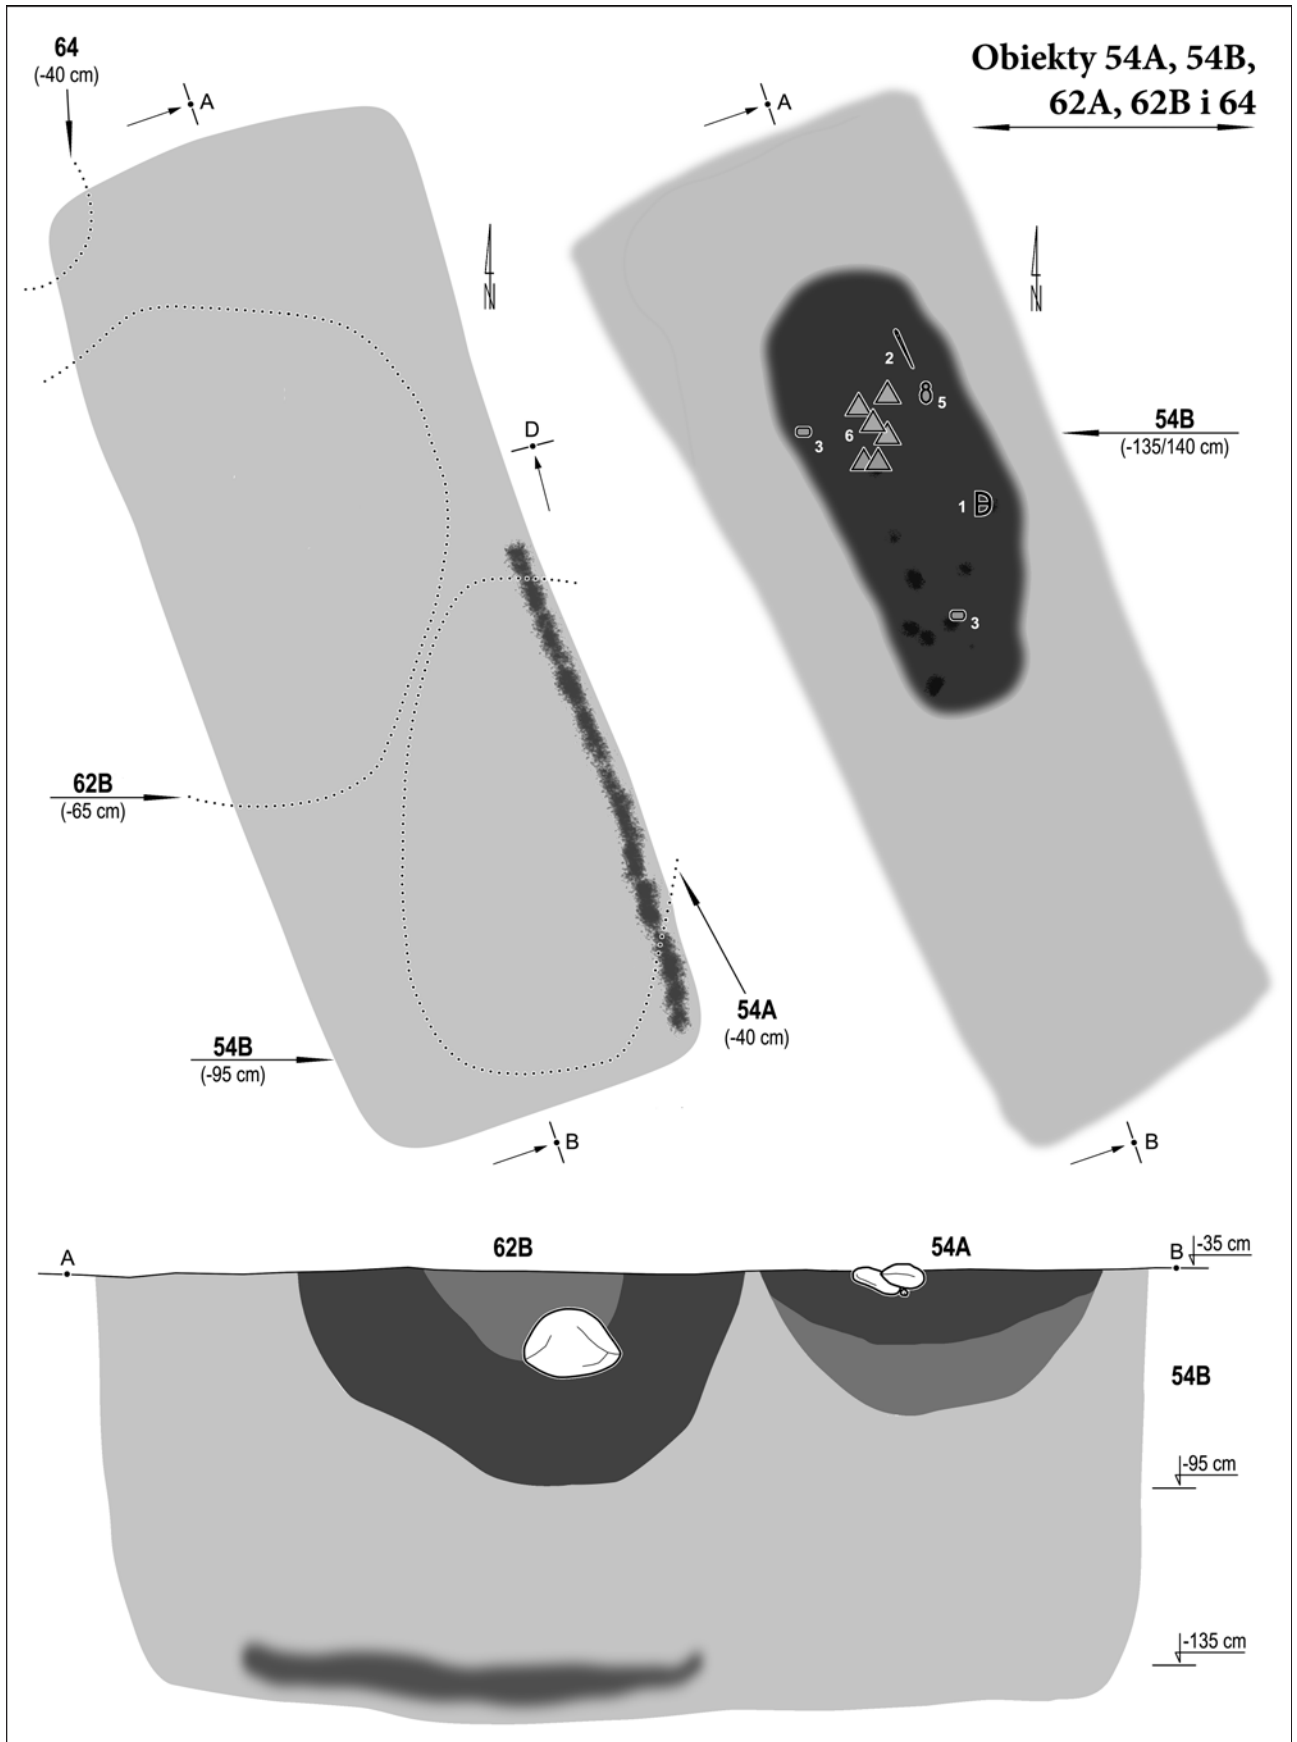 Obiekty 54A, 54B,
62A, 62B i 64
64
(-40 cm)
A
N
D
62B
(-65 cm)
54B
(-95 cm)
54A
(-40 cm)
B
A
N
2
5
3
6
1
3
54B
(-135/140 cm)
B
A
62B
54A
B
-35 cm
54B
-95 cm
-135 cm